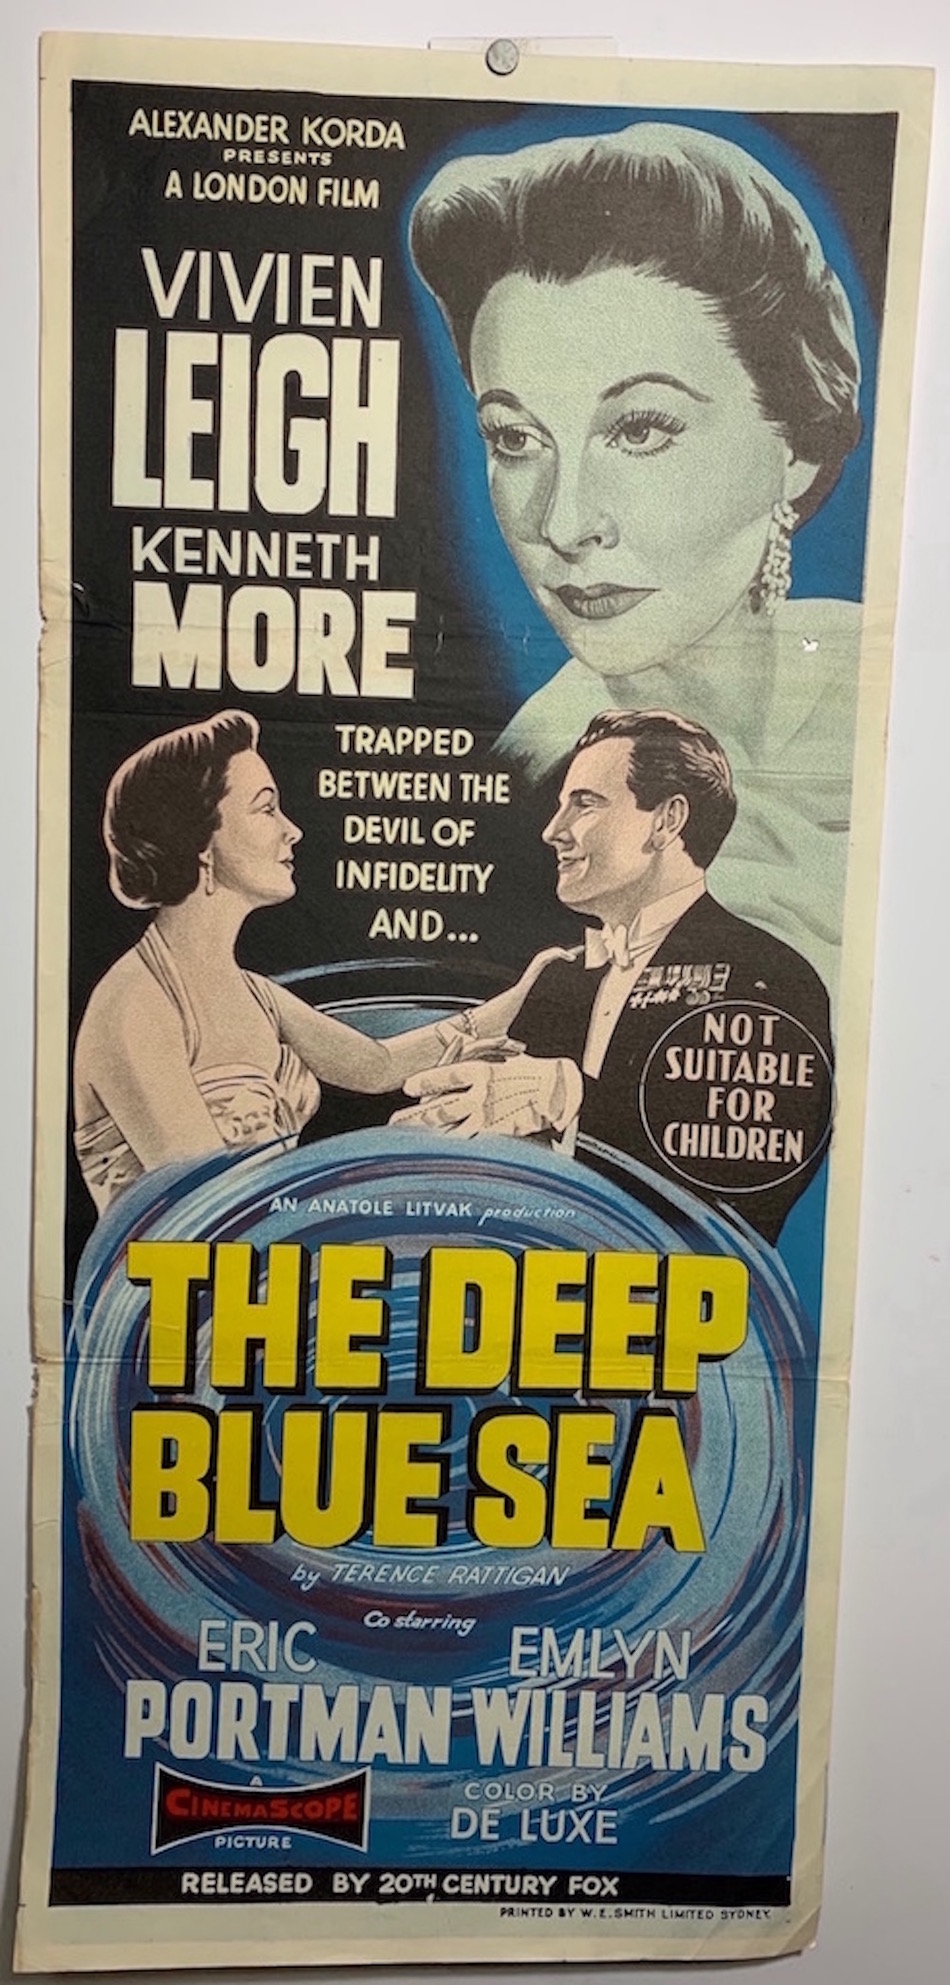 ALEXANDER KORDA
PRESENTS
A LONDON FILM
VIVIEN
LEIGH
KENNETH
MORE
TRAPPED
BETWEEN THE
DEVIL OF
INFIDELITY
AND...
NOT
SUITABLE
FOR
CHILDREN
AN ANATOLE LITVAK production
THE DEEP
BLUE SEA
by TERENCE RATTIGAN
Co starring
ERIC
PORTMAN
EMLYN
WILLIAMS
A
CINEMASCOPE
PICTURE
COLOR BY
DE LUXE
RELEASED BY 20TH CENTURY FOX
PRINTED BY W.E.SMITH LIMITED SYDNEY.